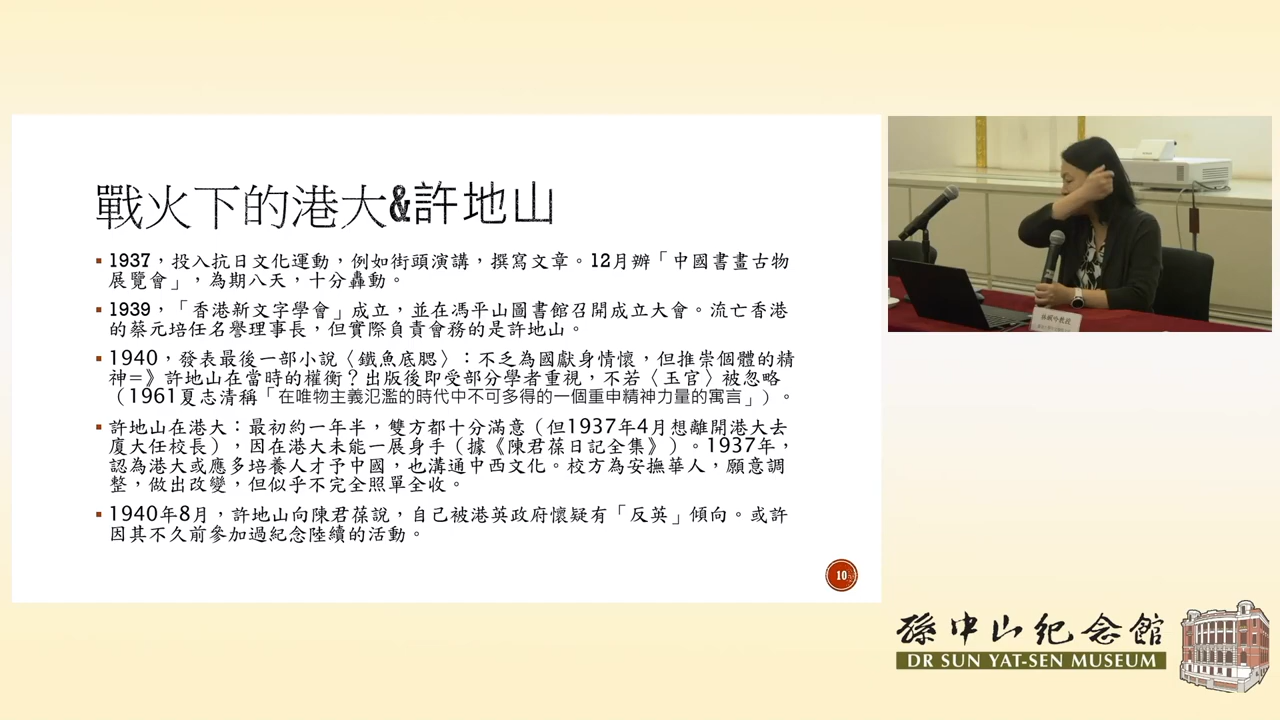 戰火下的港大&許地山
1937，投入抗日文化運動，例如街頭演講，撰寫文章。12月辦「中國書畫古物
展覽會」，為期八天，十分轟動。
1939，「香港新文字學會」成立，並在馮平山圖書館召開成立大會。流亡香港
的蔡元培任名譽理事長，但實際負責會務的是許地山。
1940，發表最後一部小說〈鐵魚底腮〉：不乏為國獻身情懷，但推崇個體的精
神=》許地山在當時的權衡？出版後即受部分學者重視，不若〈玉官〉被忽略
（1961夏志清稱「在唯物主義氾濫的時代中不可多得的一個重申精神力量的寓言」）。
許地山在港大：最初約一年半，雙方都十分滿意（但1937年4月想離開港大去
廈大任校長），因在港大未能一展身手（據《陳君葆日記全集》）。1937年，
認為港大或應多培養人才予中國，也溝通中西文化。校方為安撫華人，願意調
整，做出改變，但似乎不完全照單全收。
1940年8月，許地山向陳君葆說，自己被港英政府懷疑有「反英」傾向。或許
因其不久前參加過紀念陸續的活動。
10
孫中山紀念館
DR SUN YAT-SEN MUSEUM